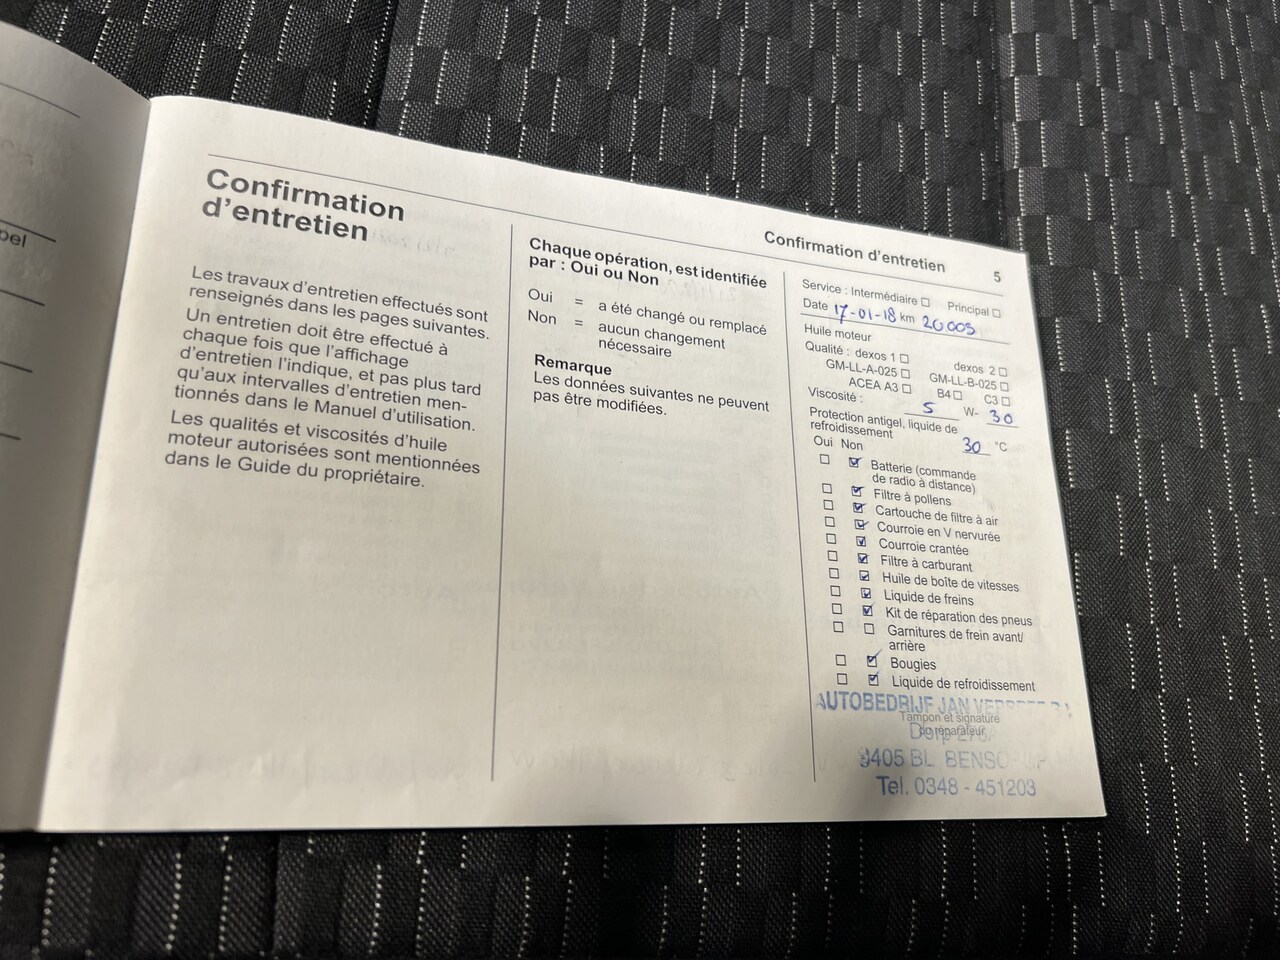 pel
Confirmation
d'entretien
Les travaux d'entretien effectués sont
renseignés dans les pages suivantes.
Un entretien doit être effectué à
chaque fois que l'affichage
d'entretien l'indique, et pas plus tard
qu'aux intervalles d'entretien men-
tionnés dans le Manuel d'utilisation.
Les qualités et viscosités d'huile
moteur autorisées sont mentionnées
dans le Guide du propriétaire.
Chaque opération, est identifiée
par : Oui ou Non
Oui = a été changé ou remplacé
Non = aucun changement
nécessaire
Remarque
Les données suivantes ne peuvent
pas être modifiées.
Confirmation d'entretien 5
Service : Intermédiaire ☐ Principal ☐
Date 17-01-18 km 20005
Huile moteur
Qualité : dexos 1 ☐ dexos 2 ☐
GM-LL-A-025 ☐ GM-LL-B-025 ☐
ACEA A3 ☐ B4 ☐ C3 ☐
Viscosité : 5 W- 30
Protection antigel, liquide de
refroidissement 30 °C
Oui Non
☐ ☑ Batterie (commande
de radio à distance)
☐ ☑ Filtre à pollens
☐ ☑ Cartouche de filtre à air
☐ ☑ Courroie en V nervurée
☐ ☑ Courroie crantée
☐ ☑ Filtre à carburant
☐ ☑ Huile de boîte de vitesses
☐ ☑ Liquide de freins
☐ ☑ Kit de réparation des pneus
☐ ☐ Garnitures de frein avant/
arrière
☐ ☑ Bougies
☐ ☑ Liquide de refroidissement
AUTOBEDRIJF JAN
Tampon et signature
du réparateur
Dorp
3405 BL
Tel. 0348 - 451203